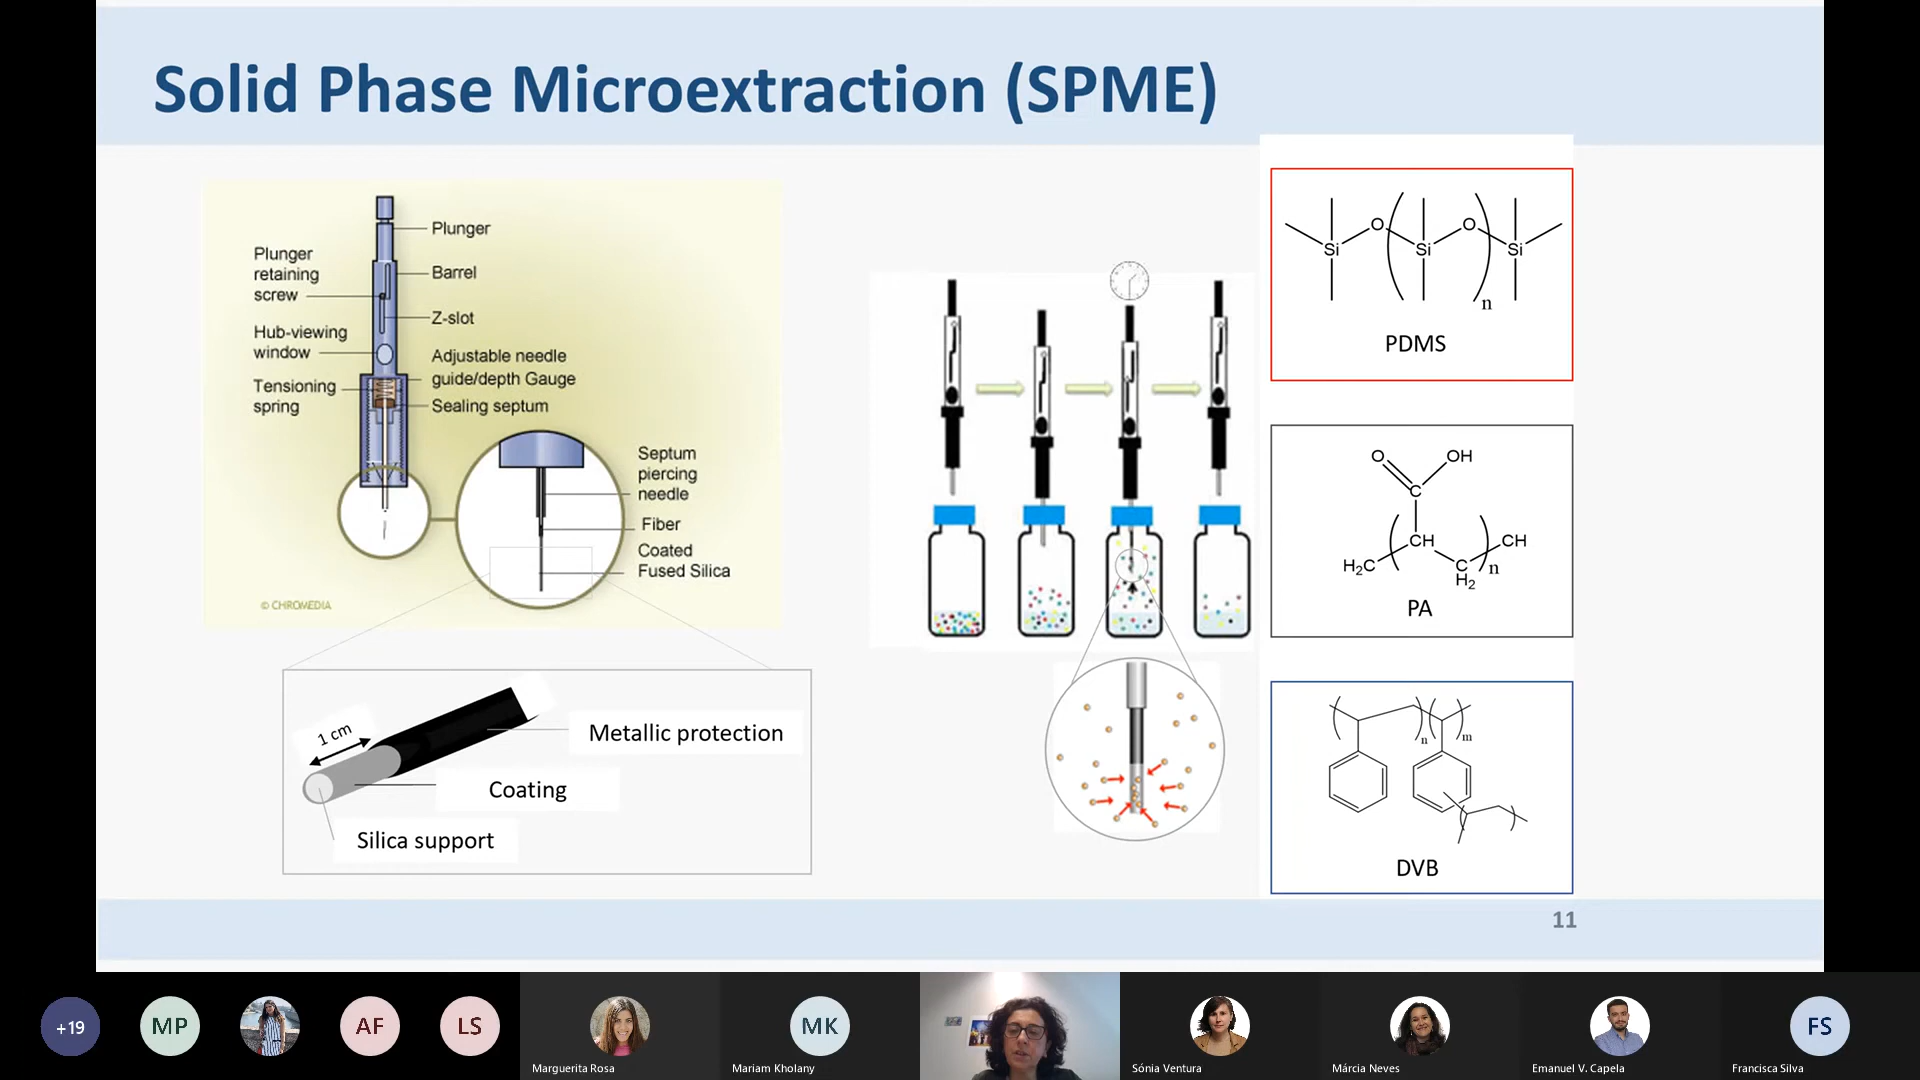 Solid Phase Microextraction (SPME)
Plunger
Plunger
retaining
screw
Barrel
Z-slot
Hub-viewing
window
Adjustable needle
guide/depth Gauge
Tensioning
spring
Sealing septum
Septum
piercing
needle
Fiber
Coated
Fused Silica
© CHROMEDIA
1 cm
Metallic protection
Coating
Silica support
Si
O
Si
O
Si
n
PDMS
O
OH
C
H₂C
CH
C
H₂
n
CH
PA
n
m
DVB
11
+19
MP
AF
LS
Marguerita Rosa
MK
Mariam Kholany
Sónia Ventura
Márcia Neves
Emanuel V. Capela
FS
Francisca Silva